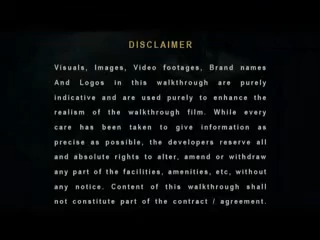 DISCLAIMER
Visuals, Images, Video footages, Brand names
And Logos in this walkthrough are purely
indicative and are used purely to enhance the
realism of the walkthrough film. While every
care has been taken to give information as
precise as possible, the developers reserve all
and absolute rights to alter, amend or withdraw
any part of the facilities, amenities, etc, without
any notice. Content of this walkthrough shall
not constitute part of the contract / agreement.